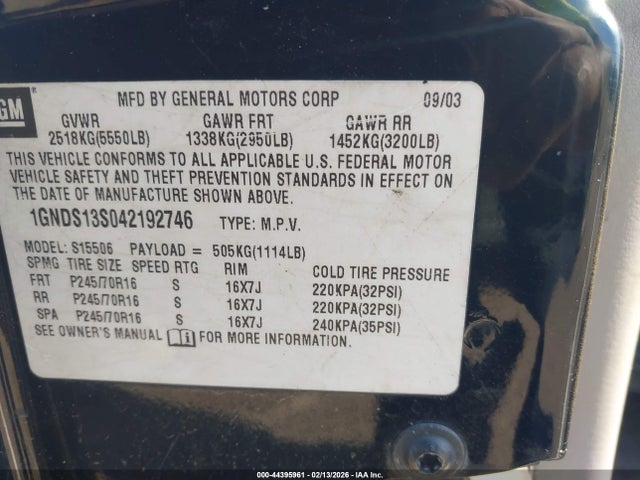 GM
MFD BY GENERAL MOTORS CORP 09/03
GVWR GAWR FRT GAWR RR
2518KG(5550LB) 1338KG(2950LB) 1452KG(3200LB)
THIS VEHICLE CONFORMS TO ALL APPLICABLE U.S. FEDERAL MOTOR
VEHICLE SAFETY AND THEFT PREVENTION STANDARDS IN EFFECT ON
THE DATE OF MANUFACTURE SHOWN ABOVE.
1GNDS13S042192746 TYPE: M.P.V.
MODEL: S15506 PAYLOAD = 505KG(1114LB)
SPMG TIRE SIZE SPEED RTG RIM COLD TIRE PRESSURE
FRT P245/70R16 S 16X7J 220KPA(32PSI)
RR P245/70R16 S 16X7J 220KPA(32PSI)
SPA P245/70R16 S 16X7J 240KPA(35PSI)
SEE OWNER'S MANUAL FOR MORE INFORMATION.
000-44395961 - 02/13/2026 - IAA Inc.